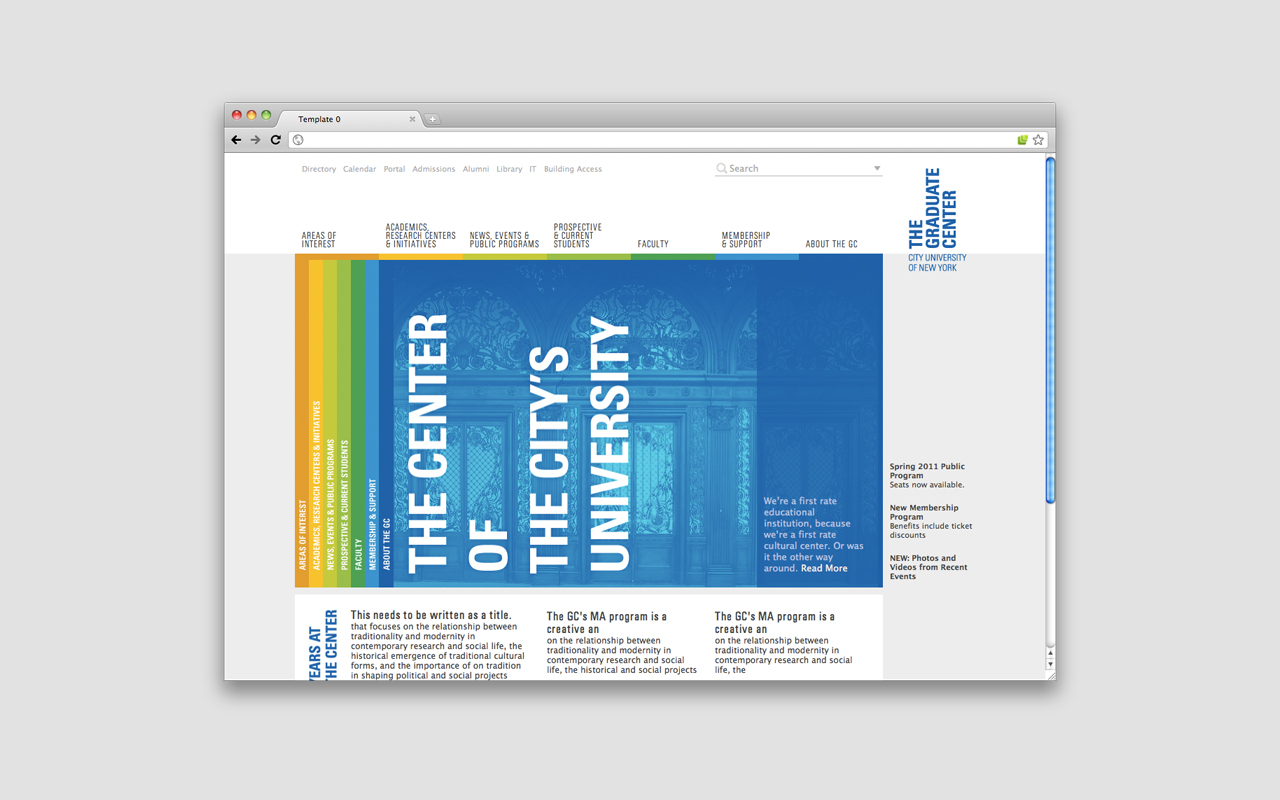 Template 0
Directory Calendar Portal Admissions Alumni Library IT Building Access
Search
THE
GRADUATE
CENTER
CITY UNIVERSITY
OF NEW YORK
AREAS OF
INTEREST
ACADEMICS,
RESEARCH CENTERS
& INITIATIVES
NEWS, EVENTS &
PUBLIC PROGRAMS
PROSPECTIVE
& CURRENT
STUDENTS
FACULTY
MEMBERSHIP
& SUPPORT
ABOUT THE GC
AREAS OF INTEREST
ACADEMICS, RESEARCH CENTERS & INITIATIVES
NEWS, EVENTS & PUBLIC PROGRAMS
PROSPECTIVE & CURRENT STUDENTS
FACULTY
MEMBERSHIP & SUPPORT
ABOUT THE GC
THE CENTER
OF
THE CITY'S
UNIVERSITY
We're a first rate
educational
institution, because
we're a first rate
cultural center. Or was
it the other way
around. Read More
Spring 2011 Public
Program
Seats now available.
New Membership
Program
Benefits include ticket
discounts
NEW: Photos and
Videos from Recent
Events
YEARS AT
THE CENTER
This needs to be written as a title.
that focuses on the relationship between
traditionality and modernity in
contemporary research and social life, the
historical emergence of traditional cultural
forms, and the importance of on tradition
in shaping political and social projects
The GC's MA program is a
creative an
on the relationship between
traditionality and modernity in
contemporary research and social
life, the historical and social projects
The GC's MA program is a
creative an
on the relationship between
traditionality and modernity in
contemporary research and social
life, the